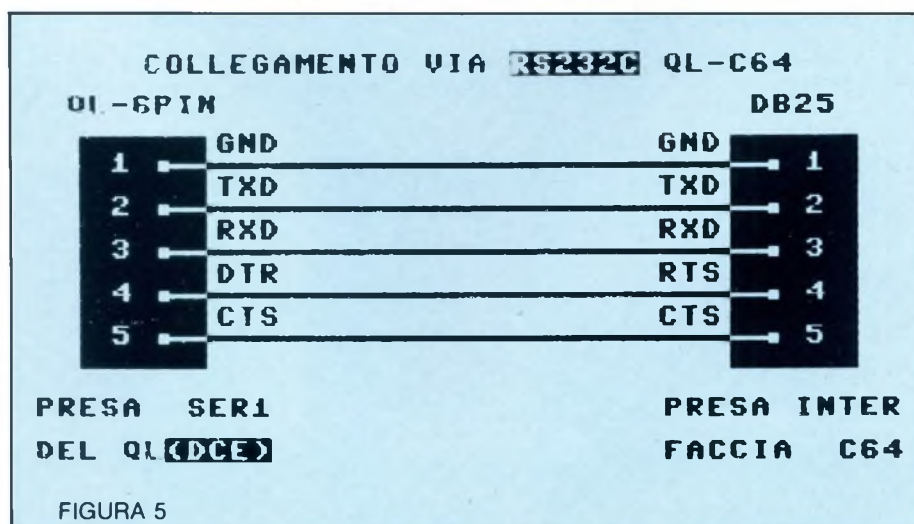 COLLEGAMENTO VIA RS232C QL-C64
QL-6PIN DB25
GND GND
1 1
TXD TXD
2 2
RXD RXD
3 3
DTR RTS
4 4
CTS CTS
5 5
PRESA SER1 PRESA INTER
DEL QL(DCE) FACCIA C64
FIGURA 5